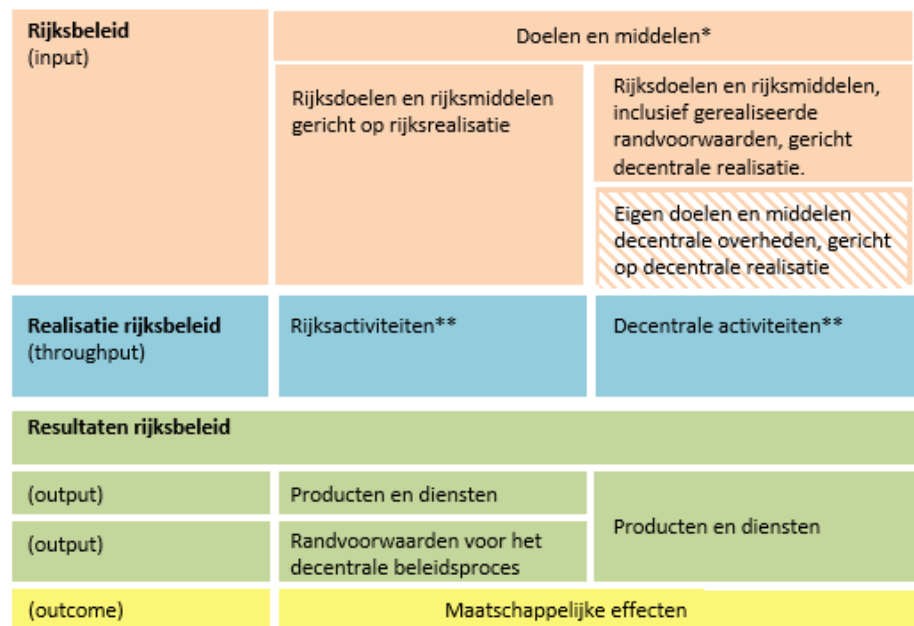 Rijksbeleid
(input)
Doelen en middelen*
Rijksdoelen en rijksmiddelen
gericht op rijksrealisatie
Rijksdoelen en rijksmiddelen,
inclusief gerealiseerde
randvoorwaarden, gericht
decentrale realisatie.
Eigen doelen en middelen
decentrale overheden, gericht
op decentrale realisatie
Realisatie rijksbeleid
(throughput)
Rijksactiviteiten**
Decentrale activiteiten**
Resultaten rijksbeleid
(output)
Producten en diensten
(output)
Randvoorwaarden voor het
decentrale beleidsproces
Producten en diensten
(outcome)
Maatschappelijke effecten